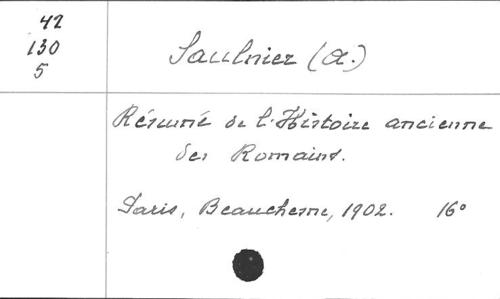 42
130
5
Saulnier (A.)
Résumé de l'Histoire ancienne
des Romains.
Paris, Beauchesne, 1902. 16°